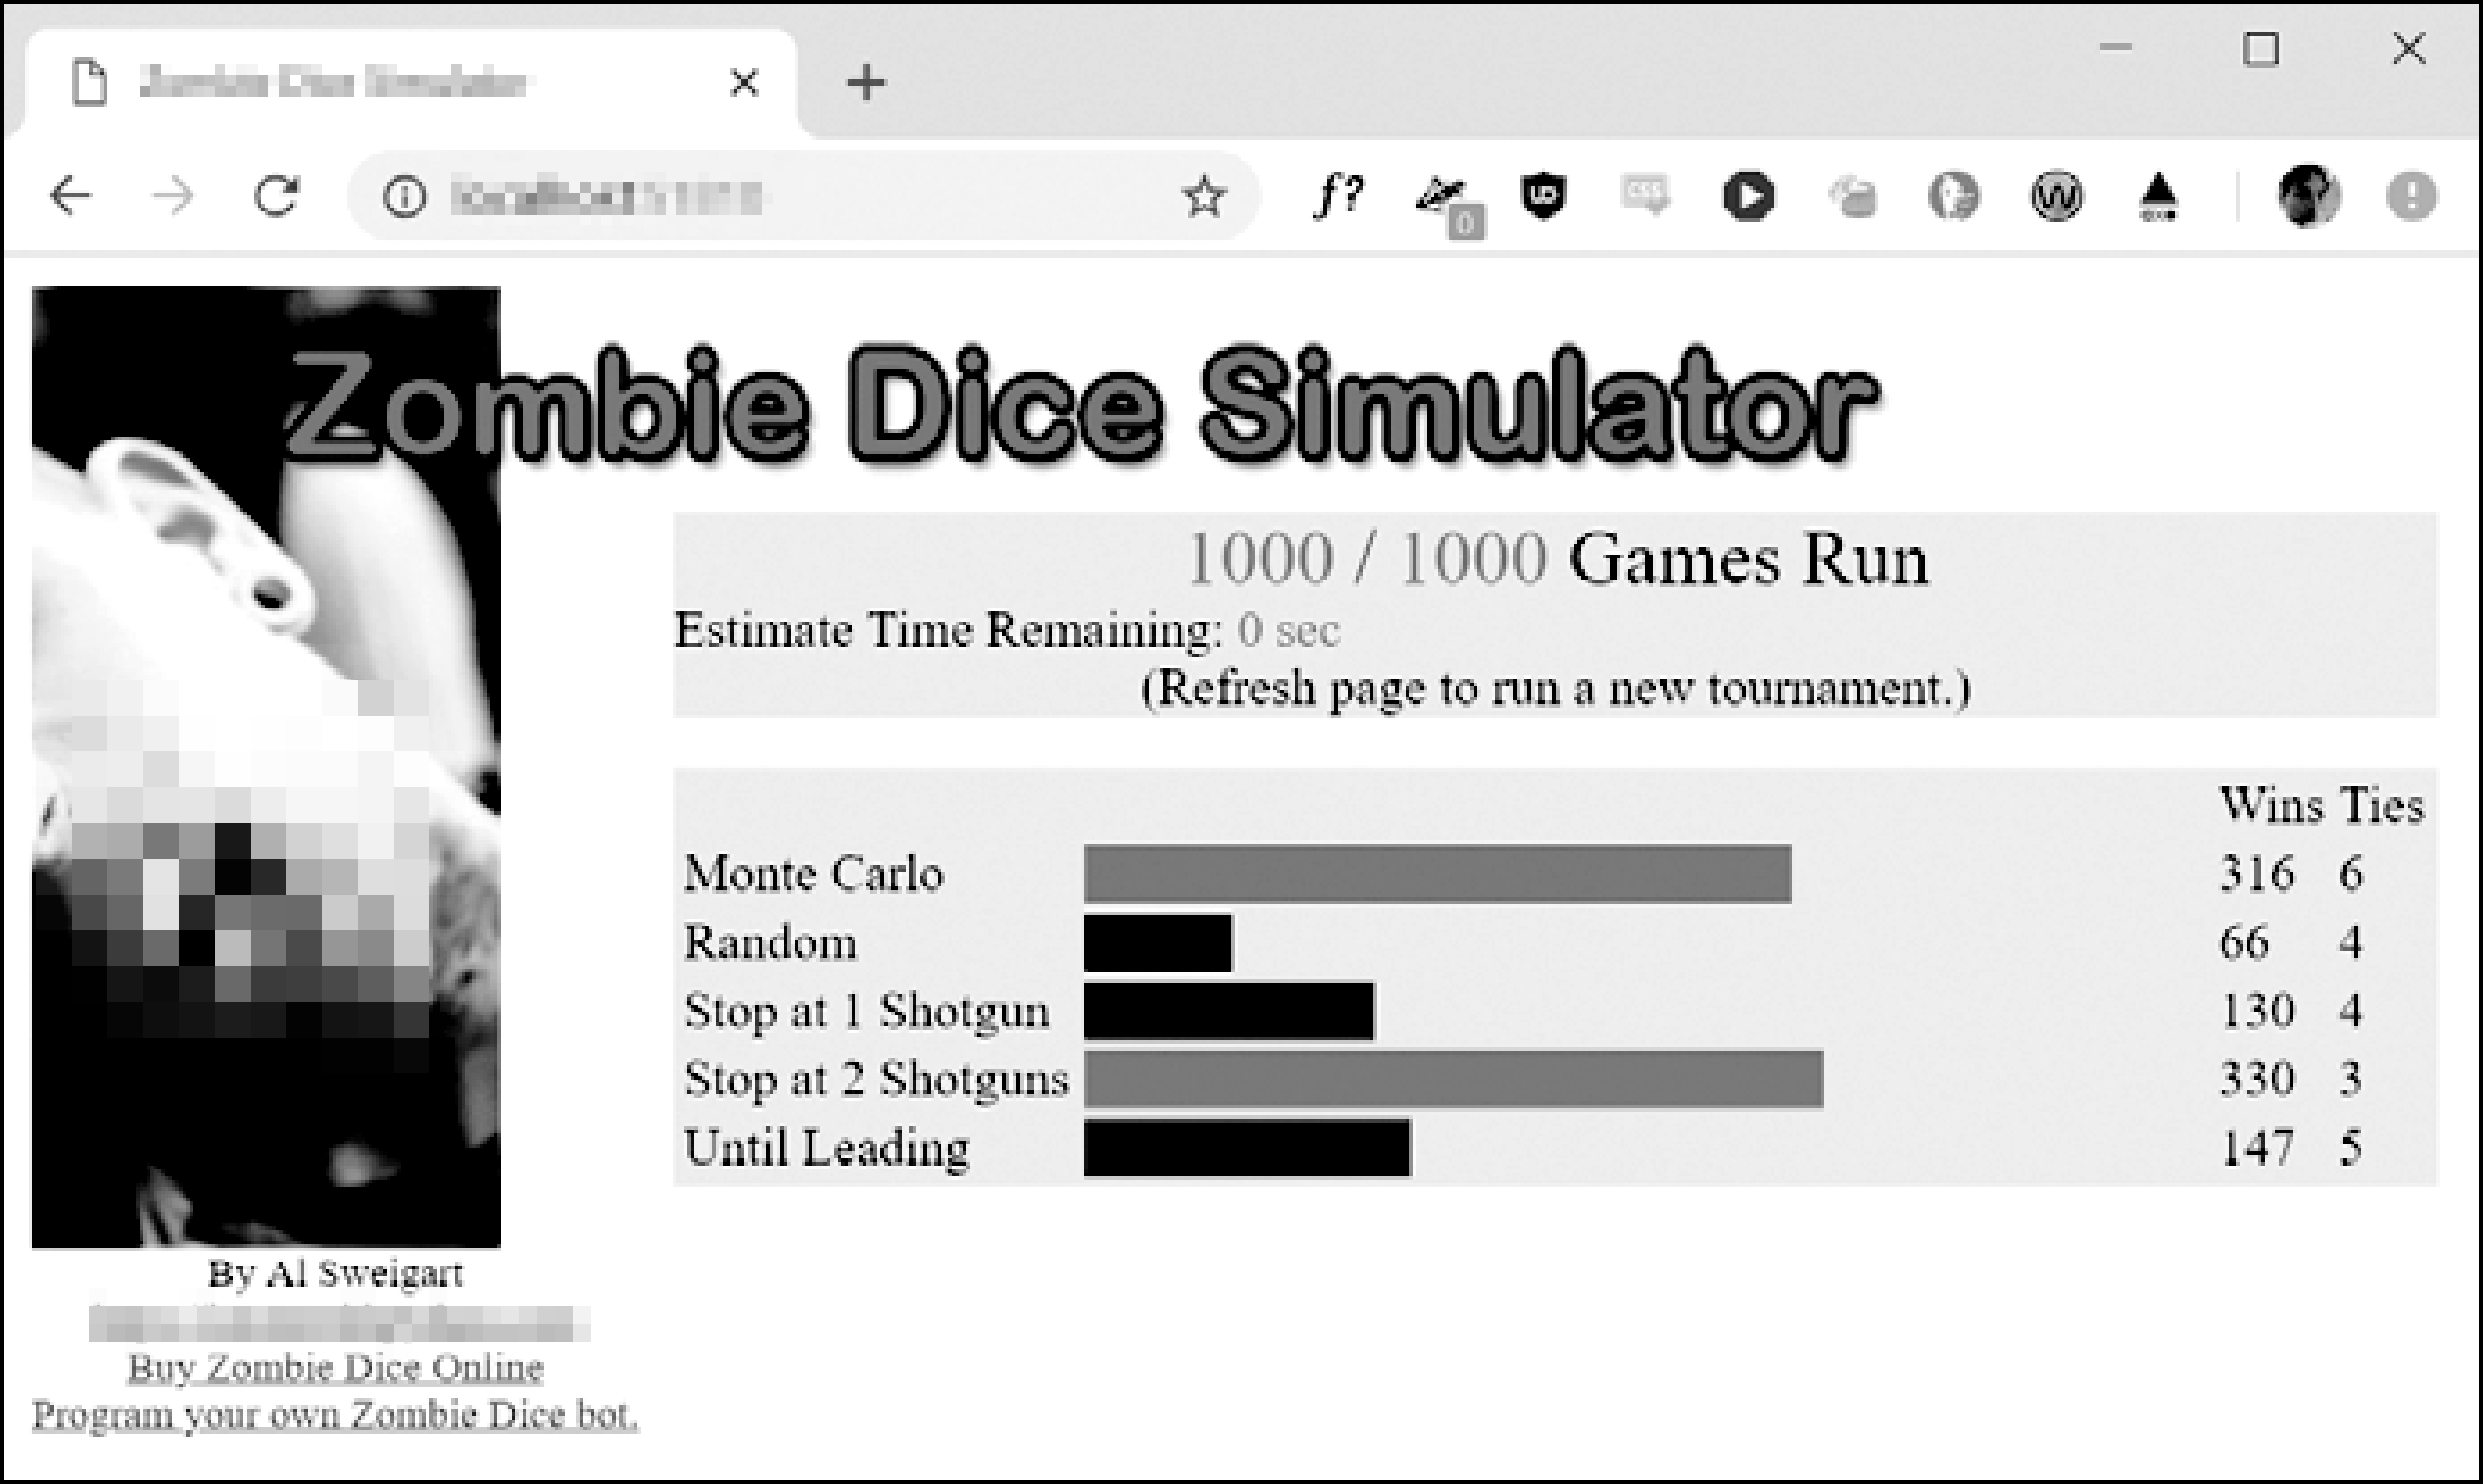 f?
0
CSS
Zombie Dice Simulator
1000 / 1000 Games Run
Estimate Time Remaining: 0 sec
(Refresh page to run a new tournament.)
Wins Ties
Monte Carlo 316 6
Random 66 4
Stop at 1 Shotgun 130 4
Stop at 2 Shotguns 330 3
Until Leading 147 5
By Al Sweigart
Buy Zombie Dice Online
Program your own Zombie Dice bot.